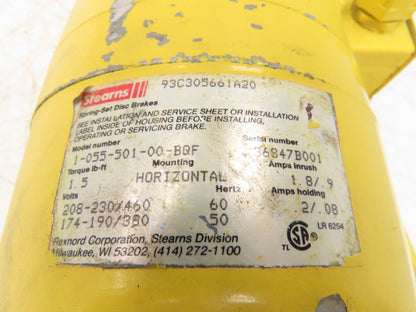 Stearns
93C305661A20
Spring-Set Disc Brakes
SEE INSTALLATION AND SERVICE SHEET OR INSTALLATION
LABEL INSIDE OF HOUSING BEFORE INSTALLING,
OPERATING OR SERVICING BRAKE.
Model number Serial number
1-055-501-00-BQF 36847B001
Torque lb-ft Mounting Amps Inrush
1.5 HORIZONTAL 1.8/.9
Volts Hertz Amps holding
208-230/460 60 .2/.08
174-190/380 50
Rexnord Corporation, Stearns Division
Milwaukee, WI 53202, (414) 272-1100
SA
TL
LR 6254